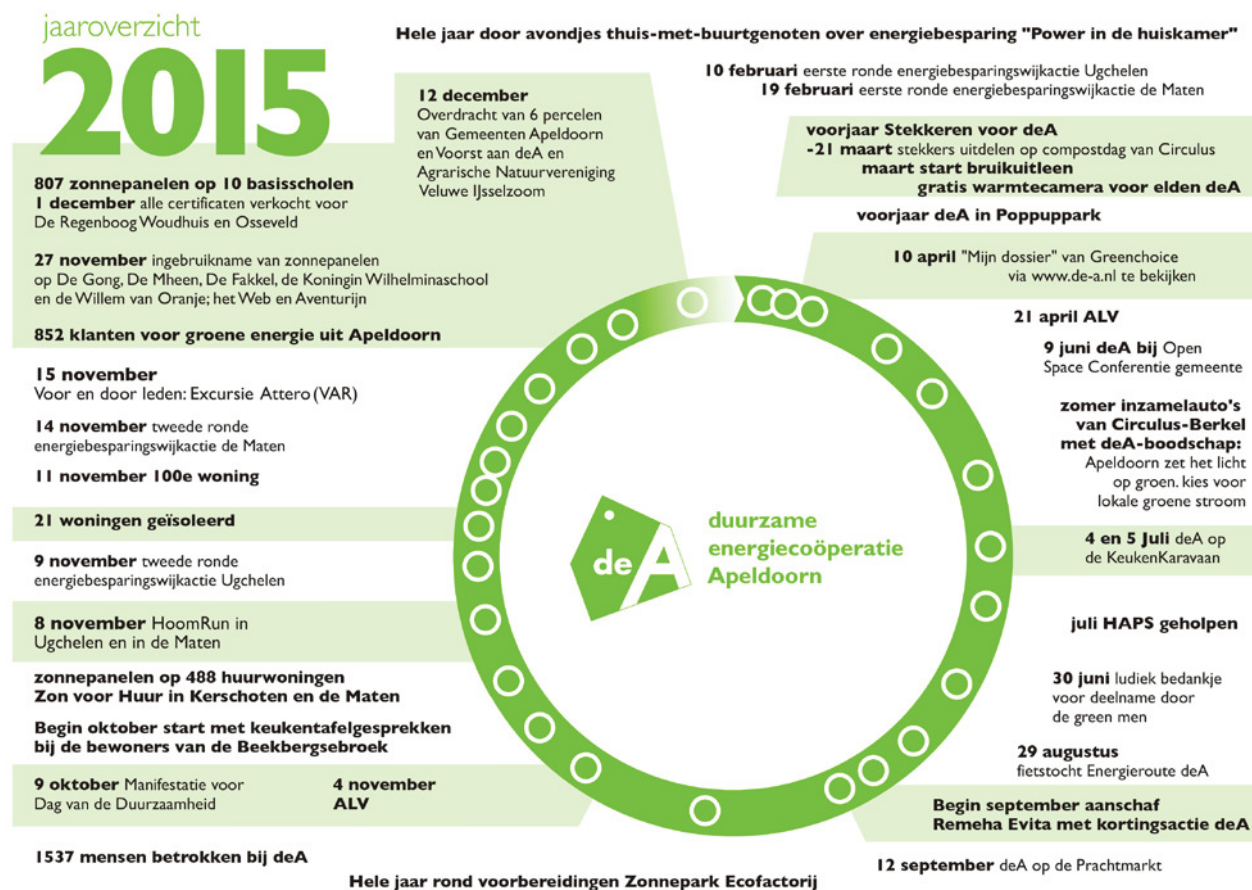 jaaroverzicht
2015
Hele jaar door avondjes thuis-met-buurtgenoten over energiebesparing "Power in de huiskamer"
10 februari eerste ronde energiebesparingswijkactie Ugchelen
19 februari eerste ronde energiebesparingswijkactie de Maten
voorjaar Stekkeren voor deA
-21 maart stekkers uitdelen op compostdag van Circulus
maart start bruikuitleen
gratis warmtecamera voor elden deA
voorjaar deA in Poppuppark
10 april "Mijn dossier" van Greenchoice
via www.de-a.nl te bekijken
21 april ALV
9 juni deA bij Open
Space Conferentie gemeente
zomer inzamelauto's
van Circulus-Berkel
met deA-boodschap:
Apeldoorn zet het licht
op groen. kies voor
lokale groene stroom
4 en 5 Juli deA op
de KeukenKaravaan
juli HAPS geholpen
30 juni ludiek bedankje
voor deelname door
de green men
29 augustus
fietstocht Energieroute deA
Begin september aanschaf
Remeha Evita met kortingsactie deA
12 september deA op de Prachtmarkt
Hele jaar rond voorbereidingen Zonnepark Ecofactorij
1537 mensen betrokken bij deA
9 oktober Manifestatie voor
Dag van de Duurzaamheid
4 november
ALV
Begin oktober start met keukentafelgesprekken
bij de bewoners van de Beekbergsebroek
zonnepanelen op 488 huurwoningen
Zon voor Huur in Kerschoten en de Maten
8 november HoomRun in
Ugchelen en in de Maten
9 november tweede ronde
energiebesparingswijkactie Ugchelen
21 woningen geïsoleerd
11 november 100e woning
14 november tweede ronde
energiebesparingswijkactie de Maten
15 november
Voor en door leden: Excursie Attero (VAR)
852 klanten voor groene energie uit Apeldoorn
27 november ingebruikname van zonnepanelen
op De Gong, De Mheen, De Fakkel, de Koningin Wilhelminaschool
en de Willem van Oranje; het Web en Aventurijn
807 zonnepanelen op 10 basisscholen
1 december alle certificaten verkocht voor
De Regenboog Woudhuis en Osseveld
12 december
Overdracht van 6 percelen
van Gemeenten Apeldoorn
en Voorst aan deA en
Agrarische Natuurvereniging
Veluwe IJsselzoom
deA
duurzame
energiecoöperatie
Apeldoorn